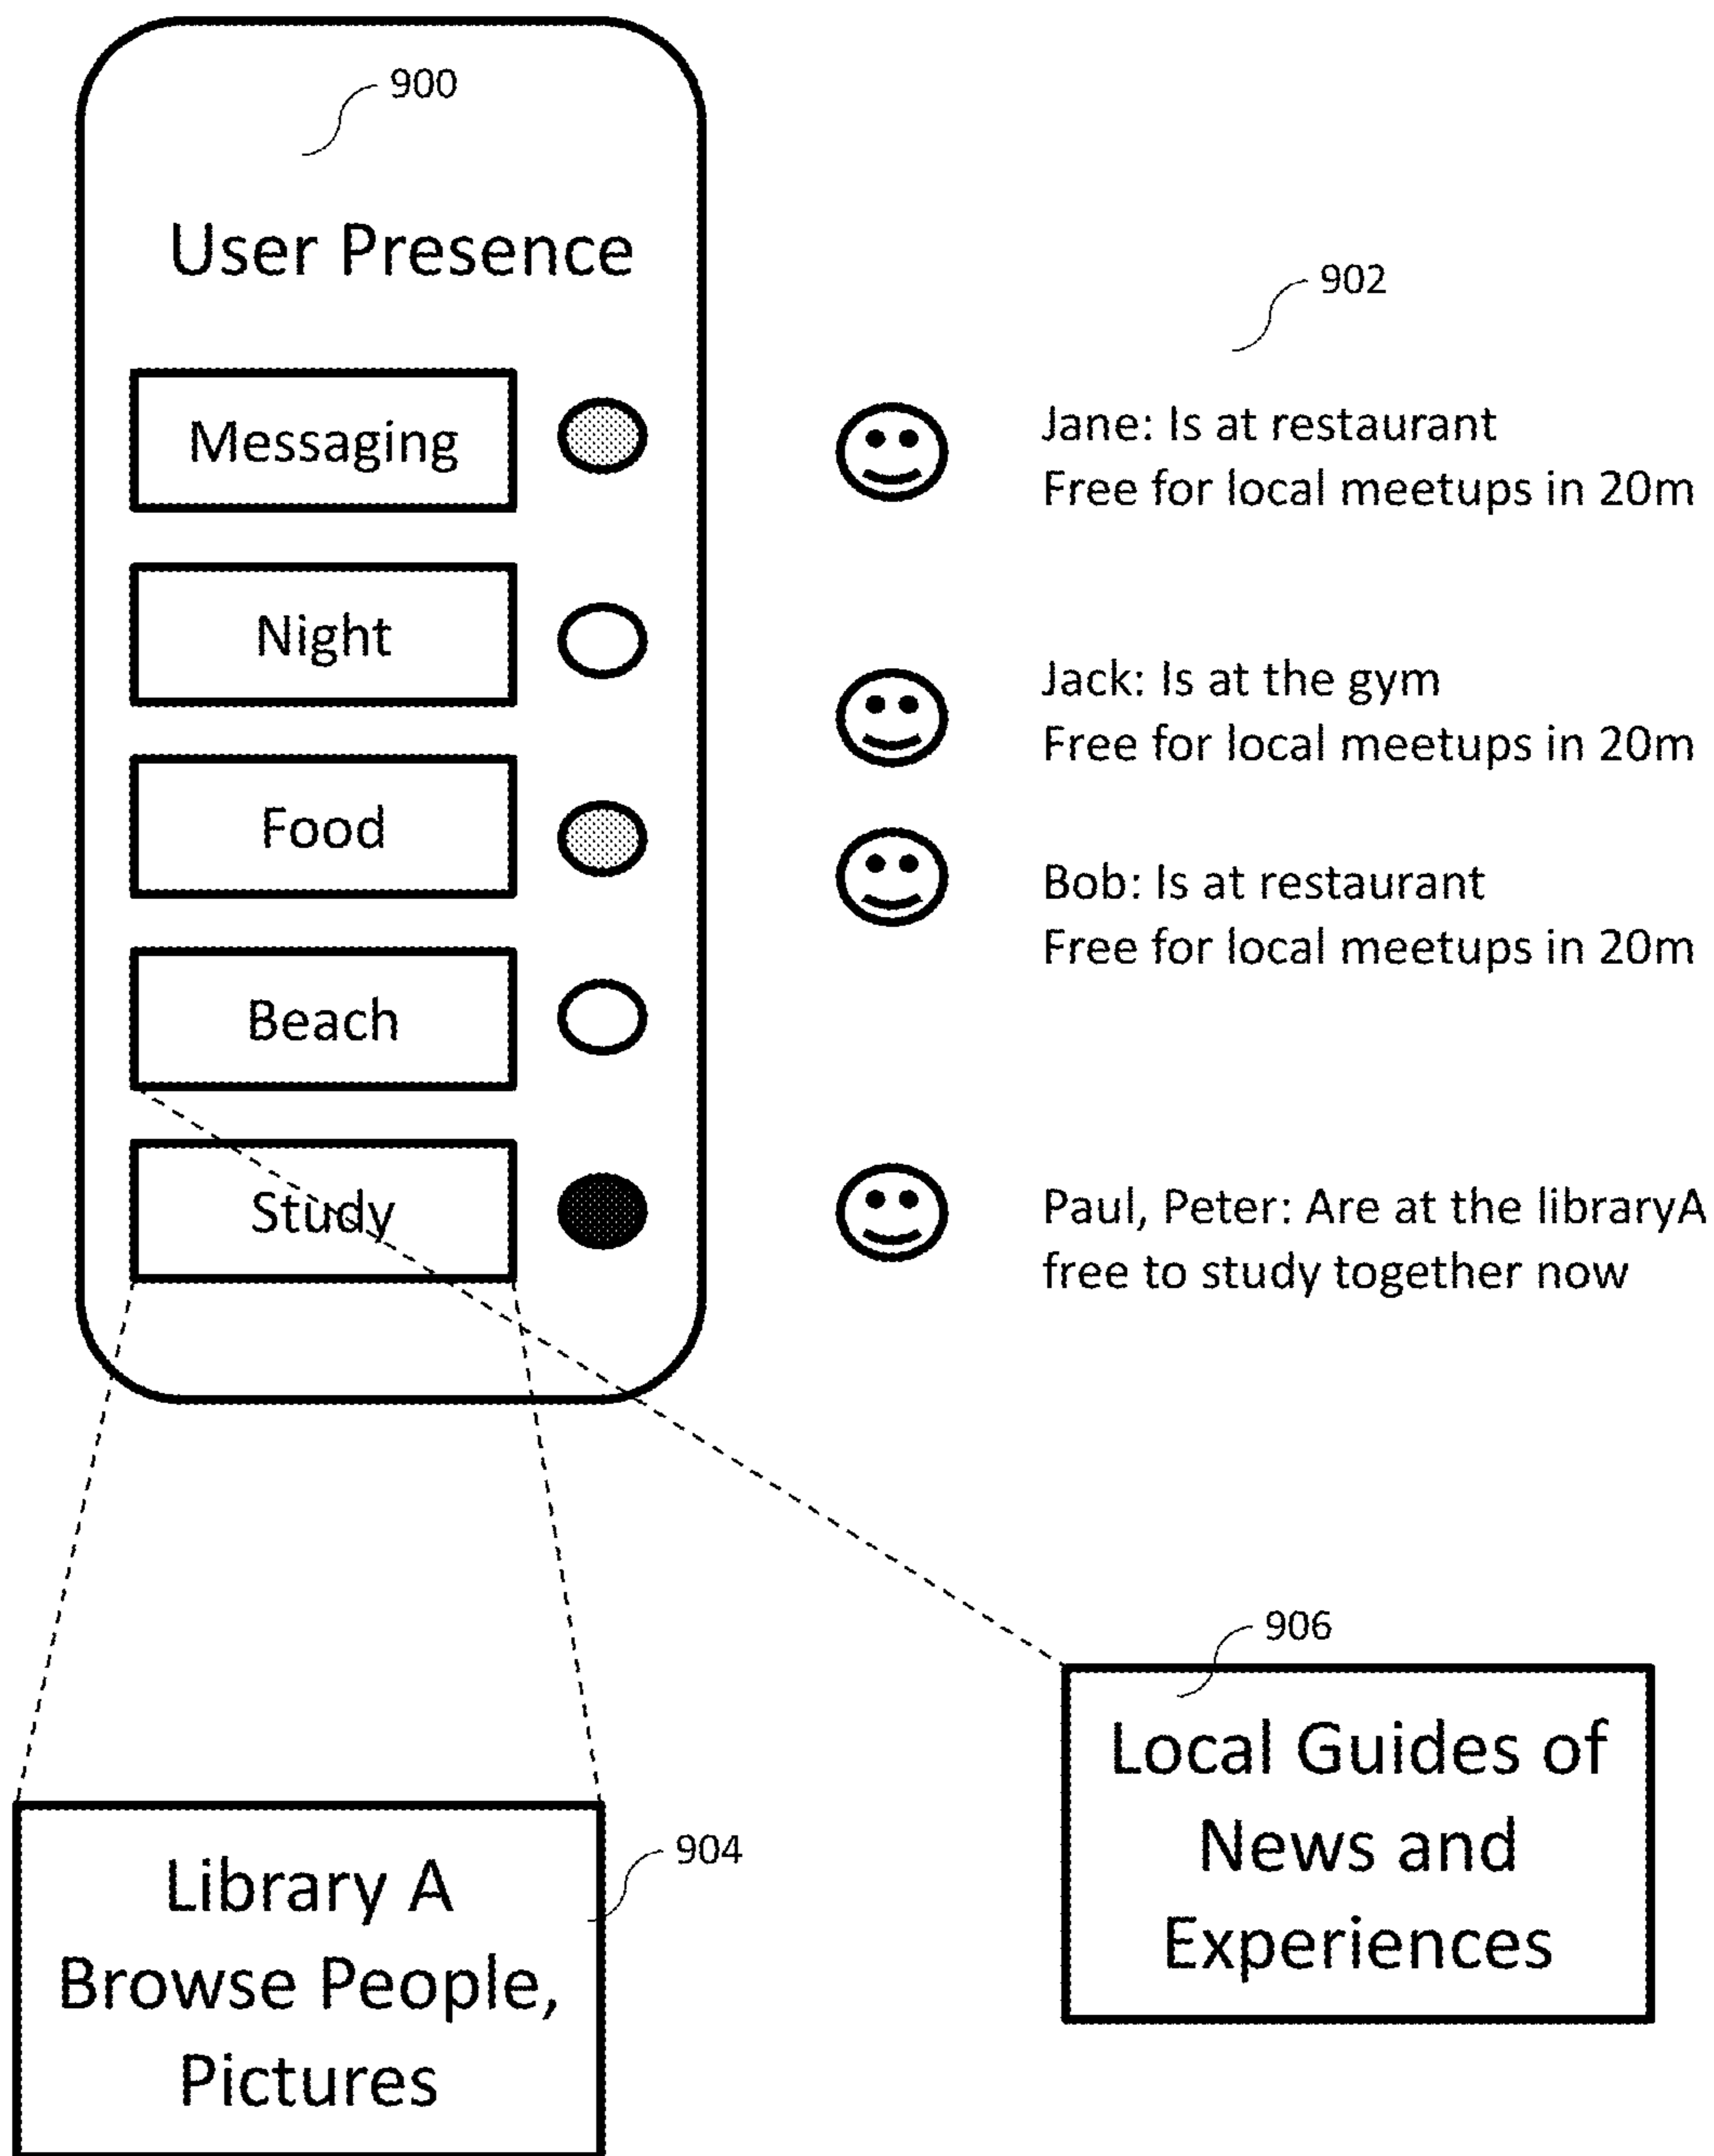 900
User Presence
902
Messaging
Jane: Is at restaurant
Free for local meetups in 20m
Night
Jack: Is at the gym
Free for local meetups in 20m
Food
Bob: Is at restaurant
Free for local meetups in 20m
Beach
Study
Paul, Peter: Are at the libraryA
free to study together now
906
Local Guides of
News and
Experiences
904
Library A
Browse People,
Pictures